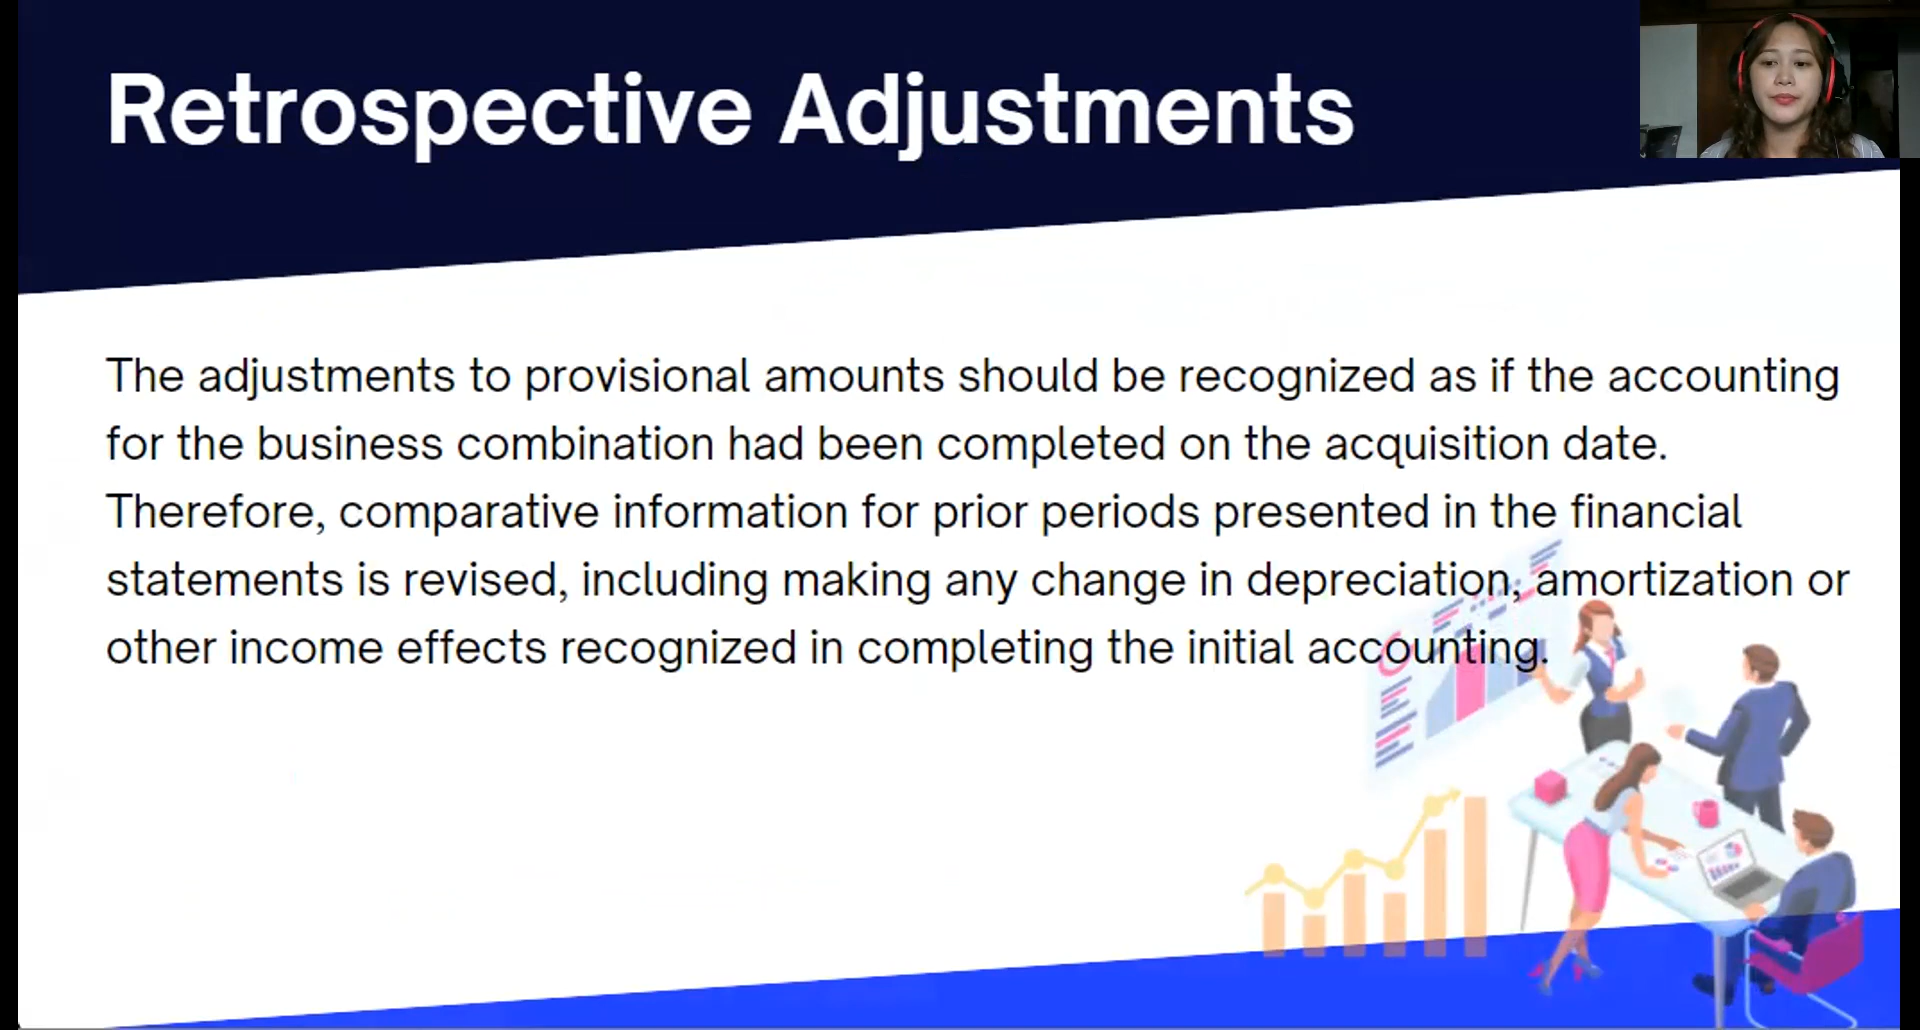 Retrospective Adjustments
The adjustments to provisional amounts should be recognized as if the accounting
for the business combination had been completed on the acquisition date.
Therefore, comparative information for prior periods presented in the financial
statements is revised, including making any change in depreciation, amortization or
other income effects recognized in completing the initial accounting.